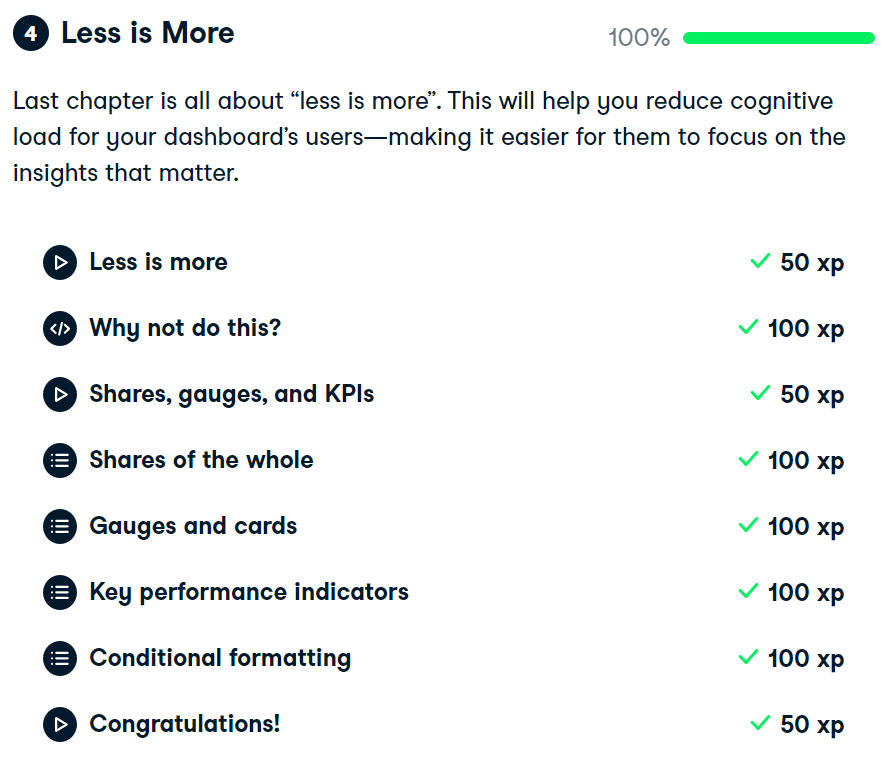 4 Less is More 100%
Last chapter is all about “less is more”. This will help you reduce cognitive
load for your dashboard’s users—making it easier for them to focus on the
insights that matter.
Less is more 50 xp
Why not do this? 100 xp
Shares, gauges, and KPIs 50 xp
Shares of the whole 100 xp
Gauges and cards 100 xp
Key performance indicators 100 xp
Conditional formatting 100 xp
Congratulations! 50 xp